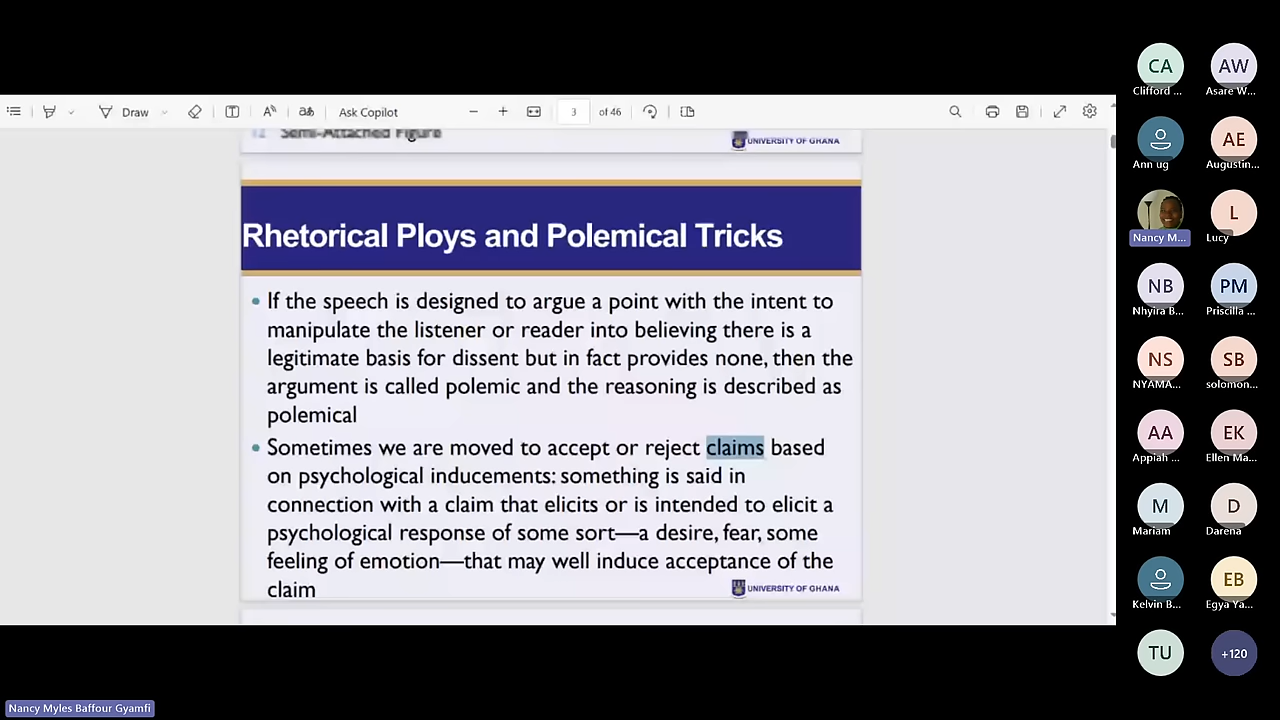 Draw
Ask Copilot
3
of 46
12 Semi-Attached Figure
UNIVERSITY OF GHANA
Rhetorical Ploys and Polemical Tricks
• If the speech is designed to argue a point with the intent to
manipulate the listener or reader into believing there is a
legitimate basis for dissent but in fact provides none, then the
argument is called polemic and the reasoning is described as
polemical
• Sometimes we are moved to accept or reject claims based
on psychological inducements: something is said in
connection with a claim that elicits or is intended to elicit a
psychological response of some sort—a desire, fear, some
feeling of emotion—that may well induce acceptance of the
claim
UNIVERSITY OF GHANA
CA
Clifford ...
AW
Asare W...
Ann ug
AE
Augustin...
Nancy M...
L
Lucy
NB
Nhyira B...
PM
Priscilla ...
NS
NYAMA...
SB
solomon...
AA
Appiah ...
EK
Ellen Ma...
M
Mariam
D
Darena
Kelvin B...
EB
Egya Ya...
TU
+120
Nancy Myles Baffour Gyamfi